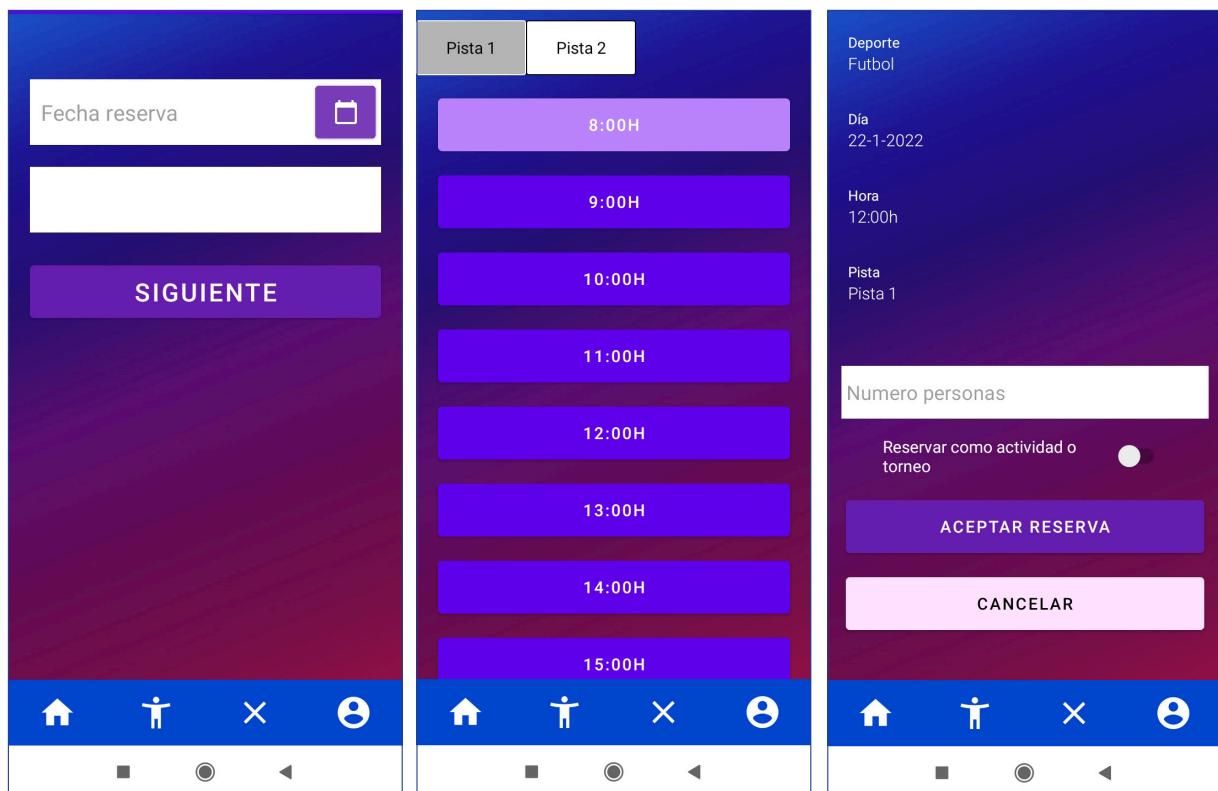 Fecha reserva
SIGUIENTE
Pista 1
Pista 2
8:00H
9:00H
10:00H
11:00H
12:00H
13:00H
14:00H
15:00H
Deporte
Futbol
Día
22-1-2022
Hora
12:00h
Pista
Pista 1
Numero personas
Reservar como actividad o
torneo
ACEPTAR RESERVA
CANCELAR